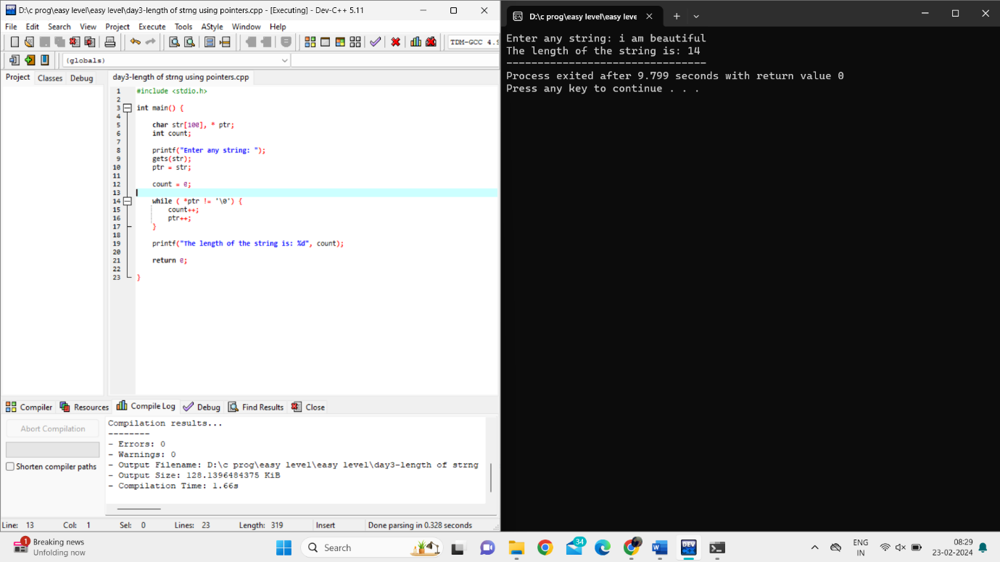 D:\c prog\easy level\easy level\day3-length of strng using pointers.cpp - [Executing] - Dev-C++ 5.11
File Edit Search View Project Execute Tools AStyle Window Help
TDM-GCC 4.9
(globals)
Project Classes Debug
day3-length of strng using pointers.cpp
1 #include <stdio.h>
2
3 int main() {
4
5 char str[100], * ptr;
6 int count;
7
8 printf("Enter any string: ");
9 gets(str);
10 ptr = str;
11
12 count = 0;
13
14 while ( *ptr != '\0') {
15 count++;
16 ptr++;
17 }
18
19 printf("The length of the string is: %d", count);
20
21 return 0;
22
23 }
Compiler Resources Compile Log Debug Find Results Close
Abort Compilation
Shorten compiler paths
Compilation results...
--------
- Errors: 0
- Warnings: 0
- Output Filename: D:\c prog\easy level\easy level\day3-length of strng
- Output Size: 128.1396484375 KiB
- Compilation Time: 1.66s
Line: 13 Col: 1 Sel: 0 Lines: 23 Length: 319 Insert Done parsing in 0.328 seconds
D:\c prog\easy level\easy leve
Enter any string: i am beautiful
The length of the string is: 14
--------------------------------
Process exited after 9.799 seconds with return value 0
Press any key to continue . . .
1
Breaking news
Unfolding now
Search
34
W
DEV
ENG
IN
08:29
23-02-2024